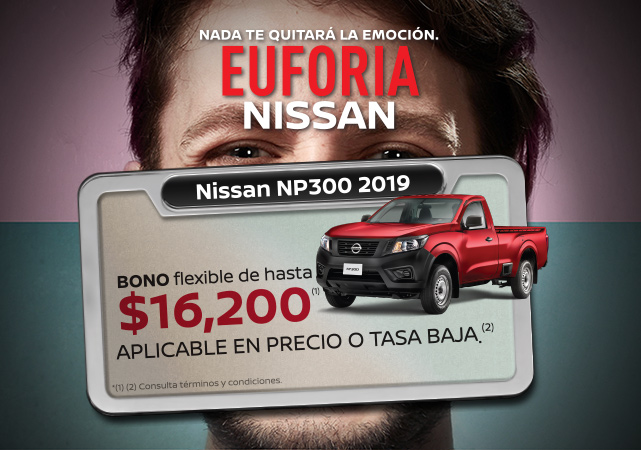 NADA TE QUITARÁ LA EMOCIÓN.
EUFORIA
NISSAN
Nissan NP300 2019
BONO flexible de hasta
$16,200 (1)
APLICABLE EN PRECIO O TASA BAJA. (2)
*(1) (2) Consulta términos y condiciones.
NP300